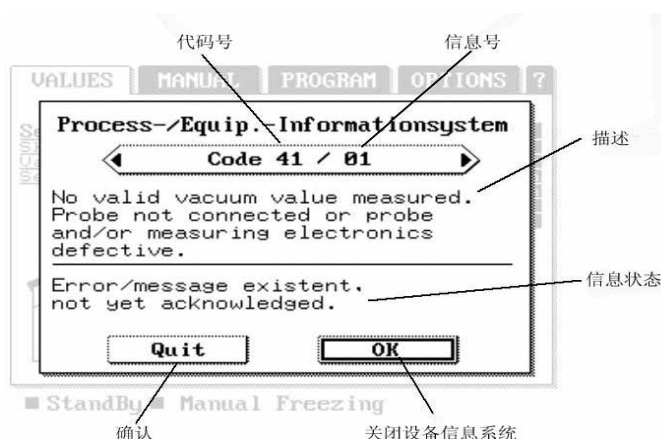 代码号 信息号
VALUES MANUAL PROGRAM OPTIONS ?
Process-/Equip.-Informationsystem
Code 41 / 01
描述
No valid vacuum value measured.
Probe not connected or probe
and/or measuring electronics
defective.
信息状态
Error/message existent,
not yet acknowledged.
Quit OK
StandBy Manual Freezing
确认 关闭设备信息系统